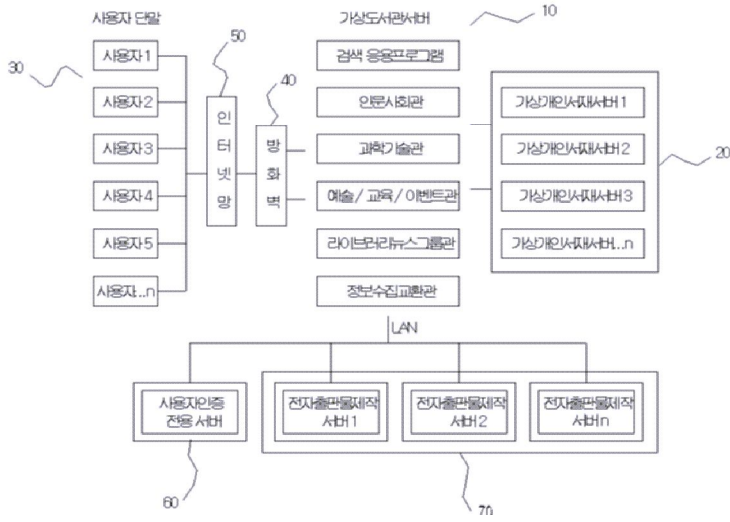 사용자 단말
가상도서관서버
10
30
사용자 1
사용자 2
사용자 3
사용자 4
사용자 5
사용자...n
50
인터넷망
40
방화벽
검색 응용프로그램
인문사회관
과학기술관
예술 / 교육 / 이벤트관
라이브러리뉴스그룹관
정보수집교환관
가상개인서재서버 1
가상개인서재서버 2
가상개인서재서버 3
가상개인서재서버...n
20
LAN
사용자인증
전용 서버
전자출판물제작
서버 1
전자출판물제작
서버 2
전자출판물제작
서버 n
60
70